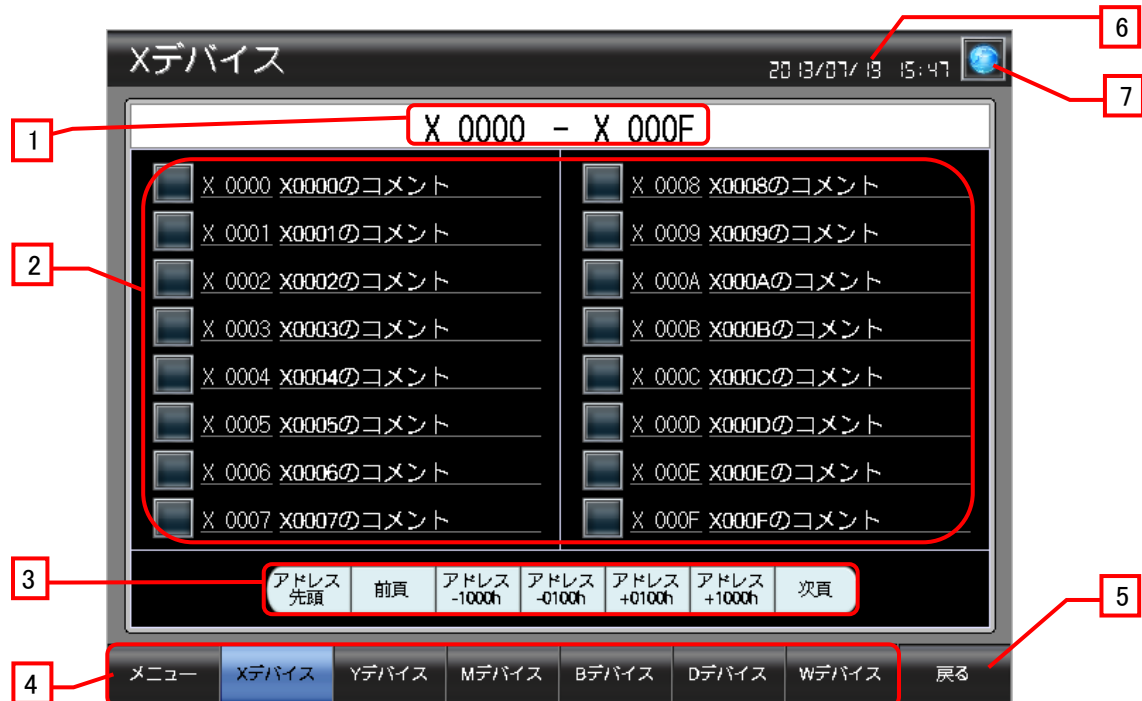 6
Xデバイス
2013/07/19 15:47
7
1
X 0000 - X 000F
X 0000 X0000のコメント
X 0008 X0008のコメント
X 0001 X0001のコメント
X 0009 X0009のコメント
2
X 0002 X0002のコメント
X 000A X000Aのコメント
X 0003 X0003のコメント
X 000B X000Bのコメント
X 0004 X0004のコメント
X 000C X000Cのコメント
X 0005 X0005のコメント
X 000D X000Dのコメント
X 0006 X0006のコメント
X 000E X000Eのコメント
X 0007 X0007のコメント
X 000F X000Fのコメント
3
アドレス
先頭
前頁
アドレス
-1000h
アドレス
-0100h
アドレス
+0100h
アドレス
+1000h
次頁
5
4
メニュー
Xデバイス
Yデバイス
Mデバイス
Bデバイス
Dデバイス
Wデバイス
戻る